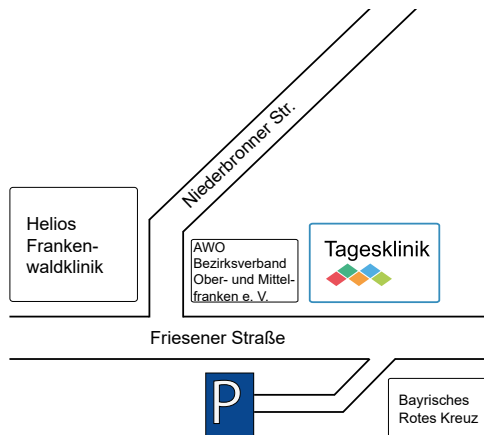 Niederbronner Str.
Helios
Franken-
waldklinik
AWO
Bezirksverband
Ober- und Mittel-
franken e. V.
Tagesklinik
Friesener Straße
P
Bayrisches
Rotes Kreuz